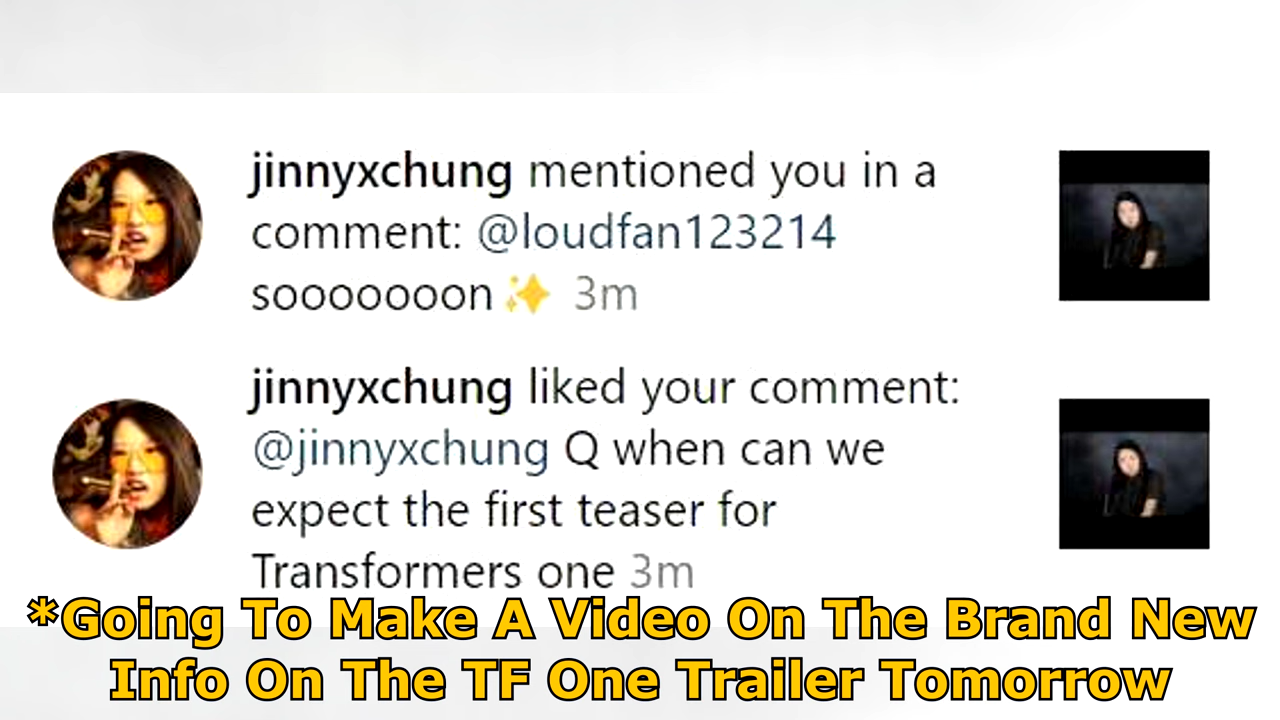 jinnyxchung mentioned you in a
comment: @loudfan123214
soooooooon ✨ 3m
jinnyxchung liked your comment:
@jinnyxchung Q when can we
expect the first teaser for
Transformers one 3m
*Going To Make A Video On The Brand New
Info On The TF One Trailer Tomorrow